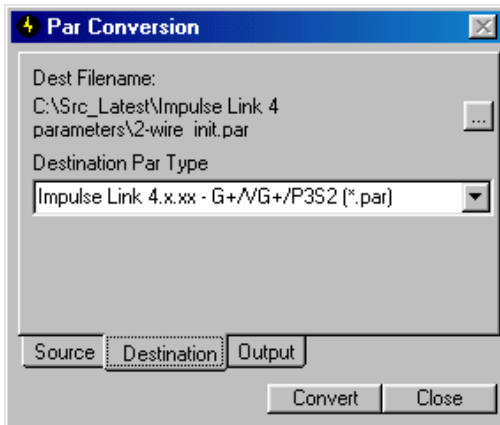 Par Conversion
Dest Filename:
C:\Src_Latest\Impulse Link 4
parameters\2-wire init.par
...
Destination Par Type
Impulse Link 4.x.xx - G+/VG+/P3S2 (*.par)
Source Destination Output
Convert Close